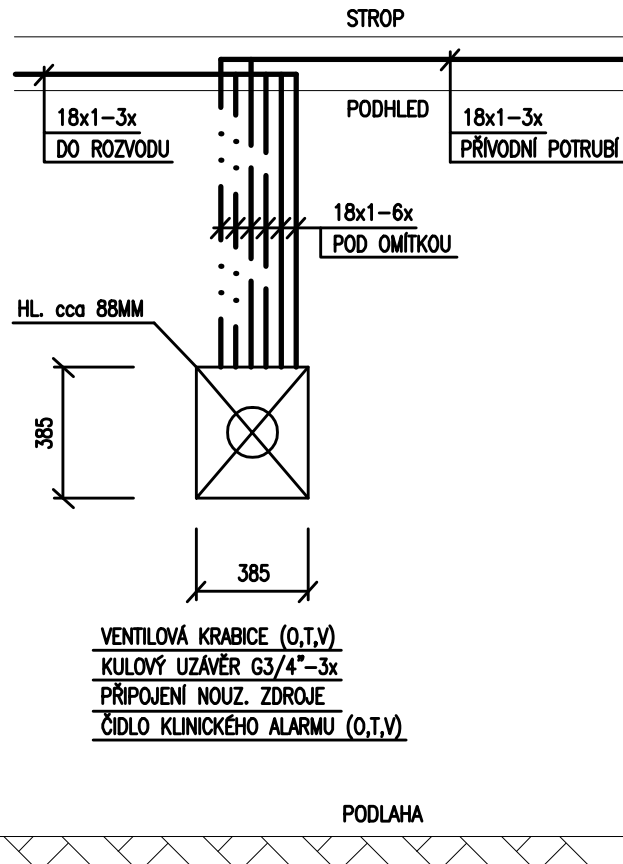 STROP
PODHLED
18x1-3x
DO ROZVODU
18x1-3x
PŘÍVODNÍ POTRUBÍ
18x1-6x
POD OMÍTKOU
HL. cca 88MM
385
385
VENTILOVÁ KRABICE (O,T,V)
KULOVÝ UZÁVĚR G3/4"-3x
PŘIPOJENÍ NOUZ. ZDROJE
ČIDLO KLINICKÉHO ALARMU (O,T,V)
PODLAHA